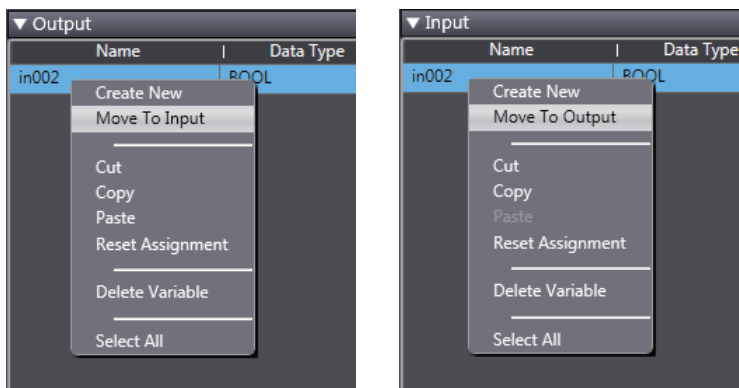 ▼ Output
Name | Data Type
in002 BOOL
Create New
Move To Input
Cut
Copy
Paste
Reset Assignment
Delete Variable
Select All
▼ Input
Name | Data Type
in002 BOOL
Create New
Move To Output
Cut
Copy
Paste
Reset Assignment
Delete Variable
Select All